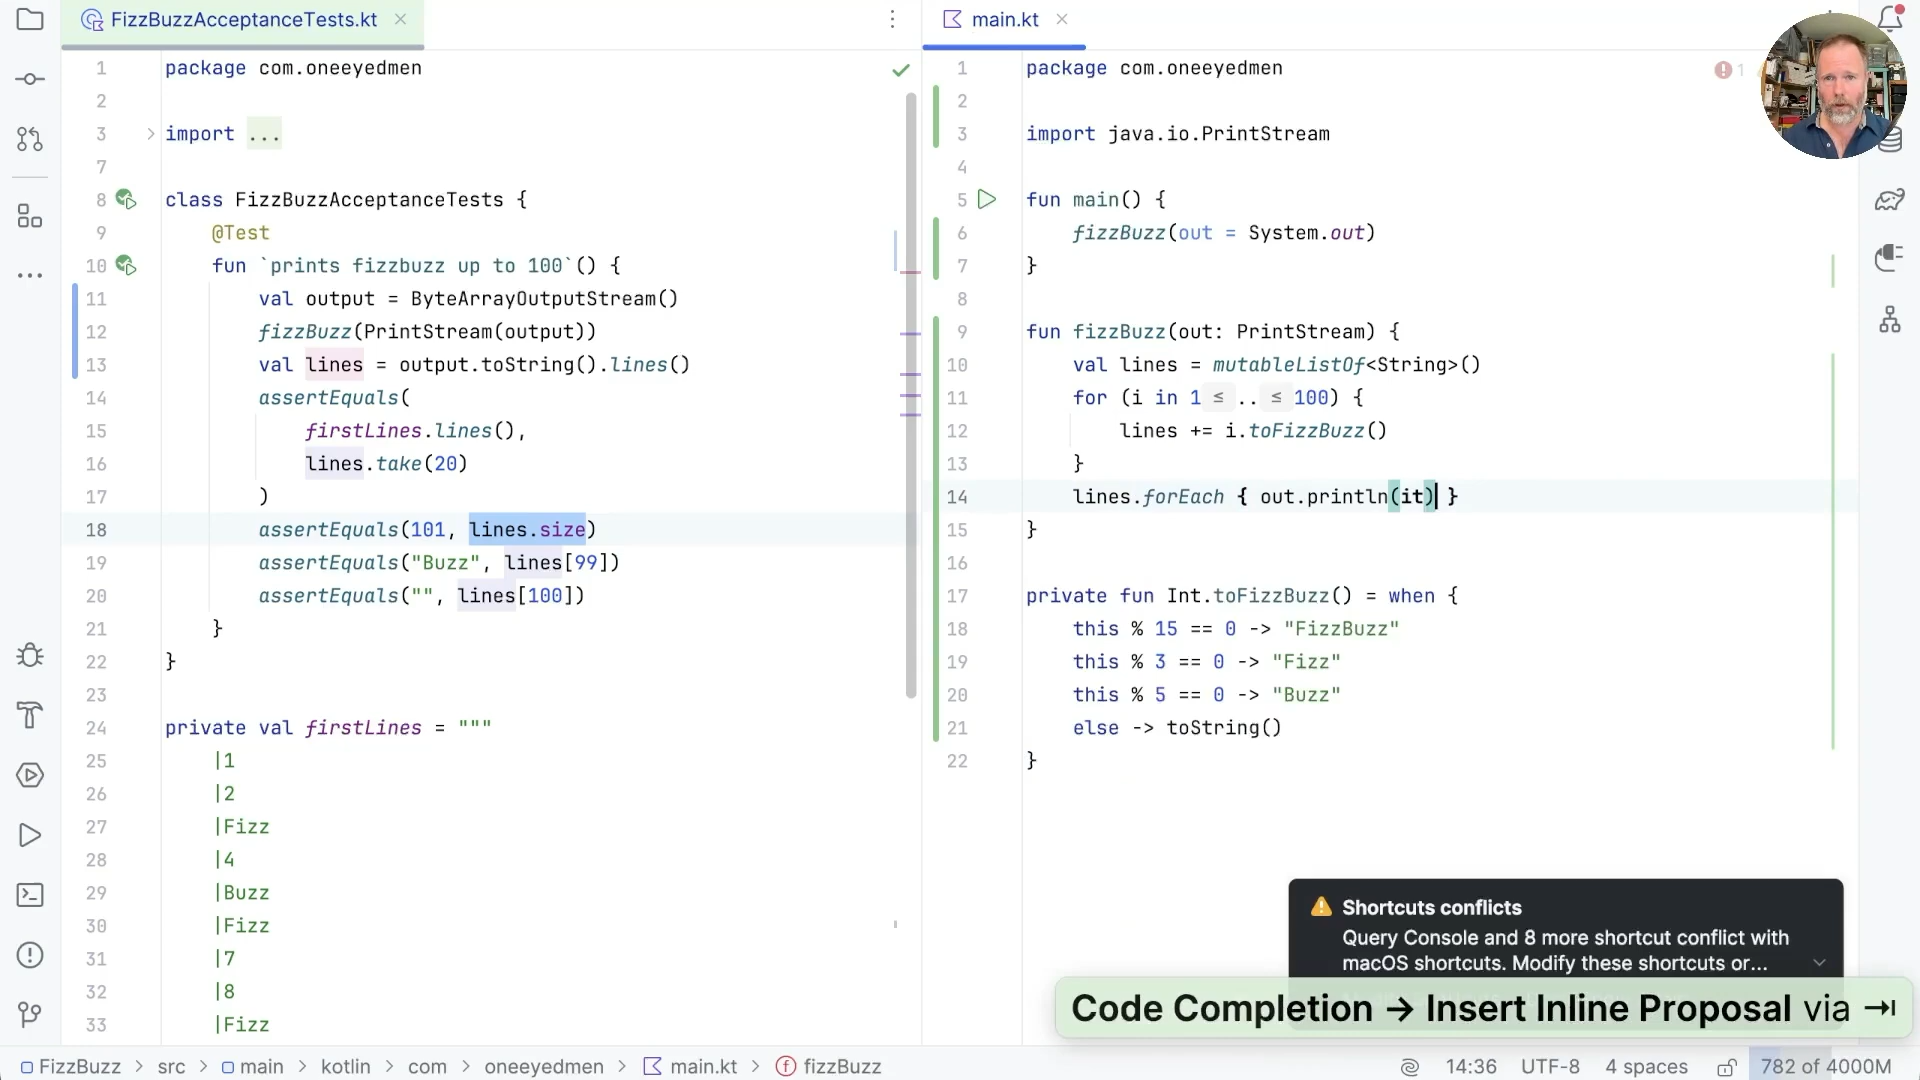 FizzBuzzAcceptanceTests.kt
1 package com.oneeyedmen
2
3 import ...
7
8 class FizzBuzzAcceptanceTests {
9 @Test
10 fun `prints fizzbuzz up to 100`() {
11 val output = ByteArrayOutputStream()
12 fizzBuzz(PrintStream(output))
13 val lines = output.toString().lines()
14 assertEquals(
15 firstLines.lines(),
16 lines.take(20)
17 )
18 assertEquals(101, lines.size)
19 assertEquals("Buzz", lines[99])
20 assertEquals("", lines[100])
21 }
22 }
23
24 private val firstLines = """
25 |1
26 |2
27 |Fizz
28 |4
29 |Buzz
30 |Fizz
31 |7
32 |8
33 |Fizz
main.kt
1
1 package com.oneeyedmen
2
3 import java.io.PrintStream
4
5 fun main() {
6 fizzBuzz(out = System.out)
7 }
8
9 fun fizzBuzz(out: PrintStream) {
10 val lines = mutableListOf<String>()
11 for (i in 1 ≤ .. ≤ 100) {
12 lines += i.toFizzBuzz()
13 }
14 lines.forEach { out.println(it) }
15 }
16
17 private fun Int.toFizzBuzz() = when {
18 this % 15 == 0 -> "FizzBuzz"
19 this % 3 == 0 -> "Fizz"
20 this % 5 == 0 -> "Buzz"
21 else -> toString()
22 }
Shortcuts conflicts
Query Console and 8 more shortcut conflict with
macOS shortcuts. Modify these shortcuts or...
Code Completion → Insert Inline Proposal via ⇥
FizzBuzz > src > main > kotlin > com > oneeyedmen > main.kt > fizzBuzz
14:36 UTF-8 4 spaces 782 of 4000M